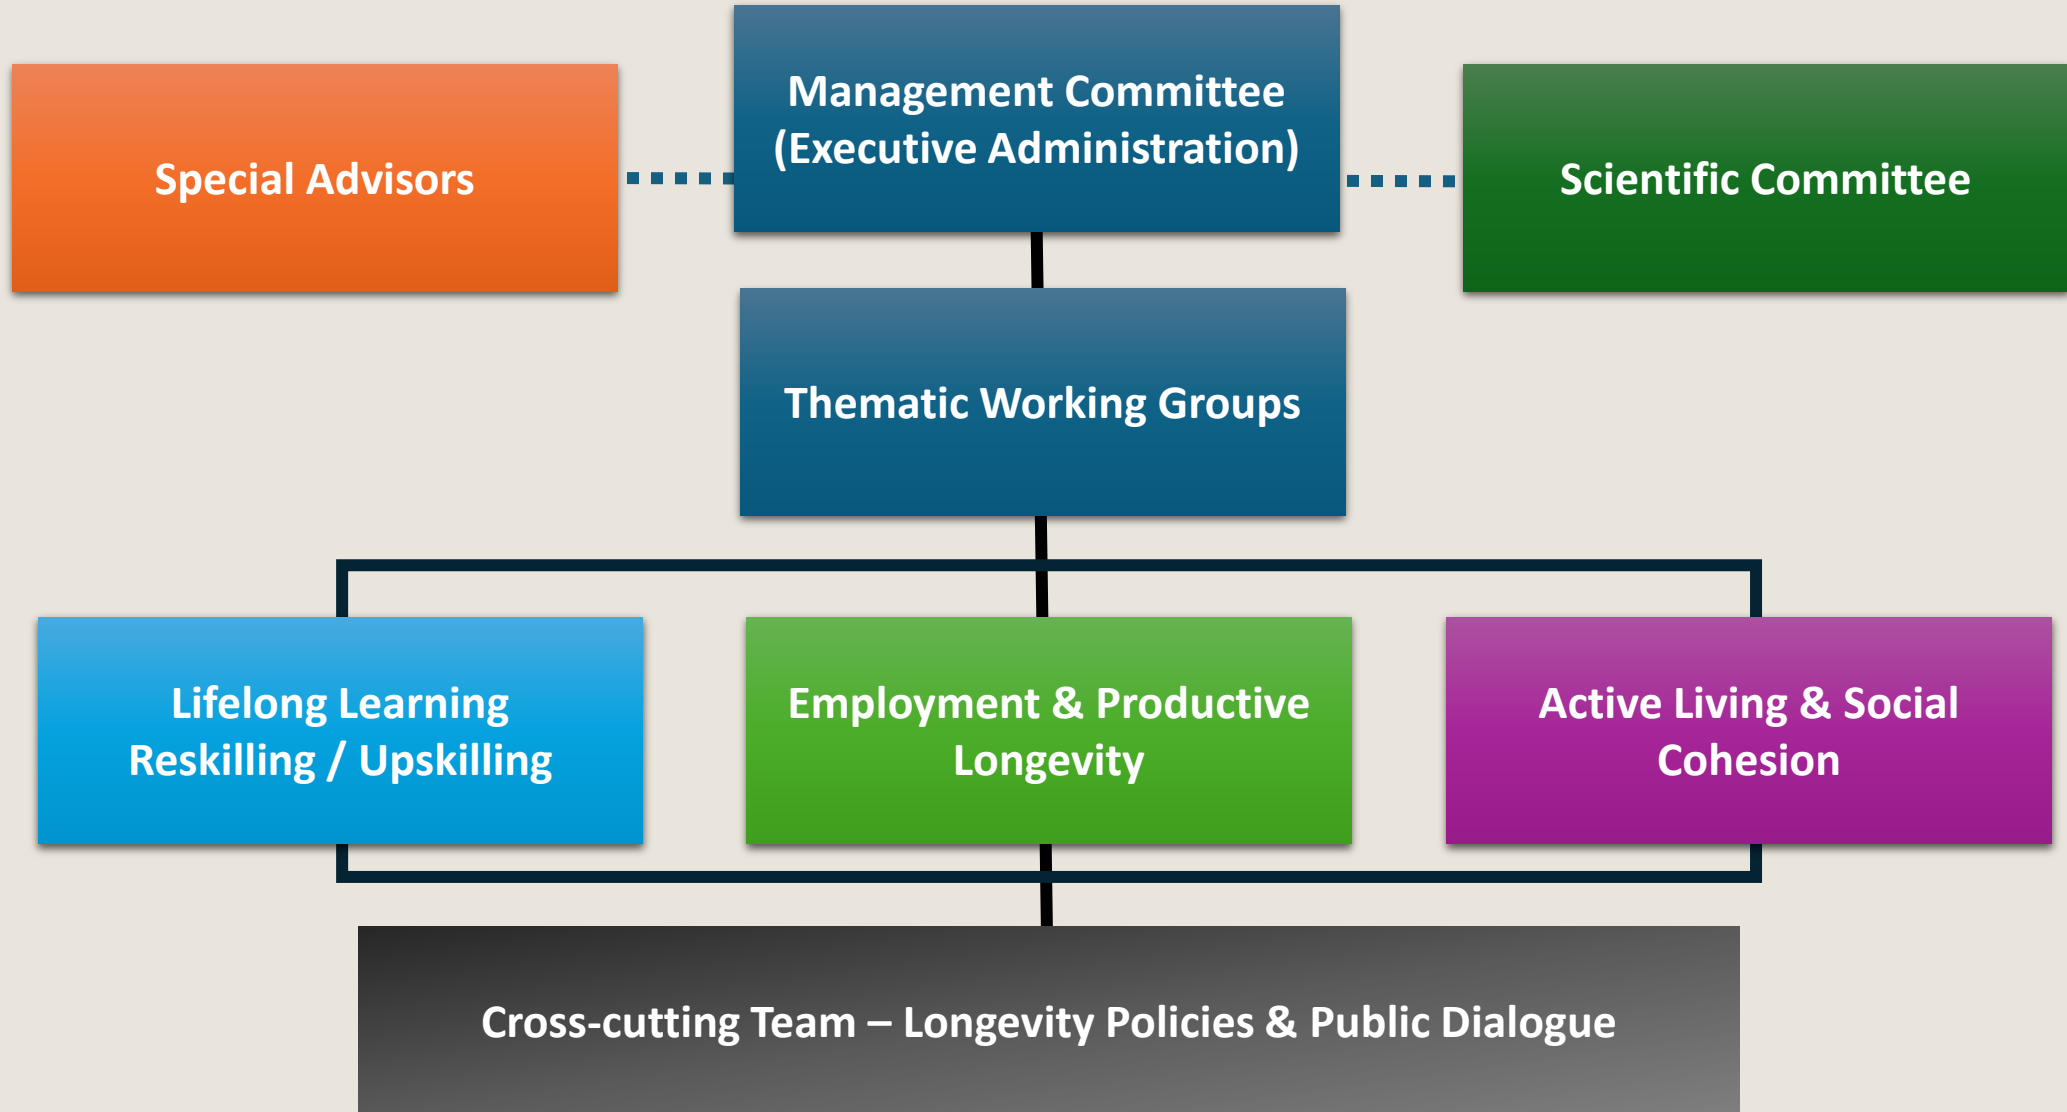 Management Committee
(Executive Administration)
Special Advisors
Scientific Committee
Thematic Working Groups
Lifelong Learning
Reskilling / Upskilling
Employment & Productive
Longevity
Active Living & Social
Cohesion
Cross-cutting Team – Longevity Policies & Public Dialogue